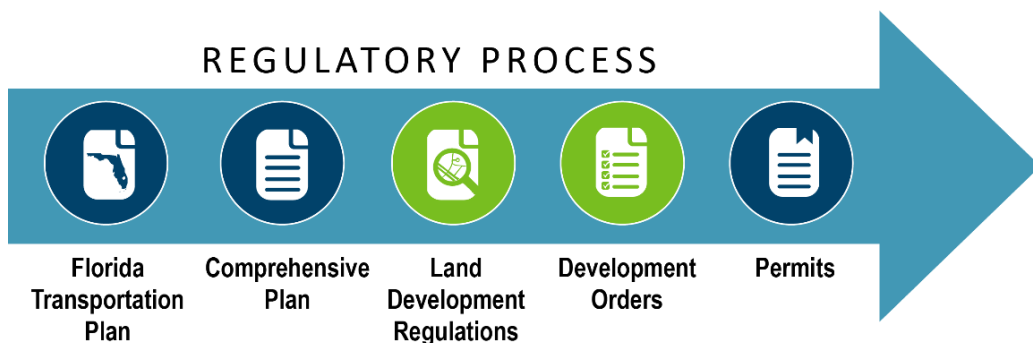 REGULATORY PROCESS
Florida
Transportation
Plan
Comprehensive
Plan
Land
Development
Regulations
Development
Orders
Permits